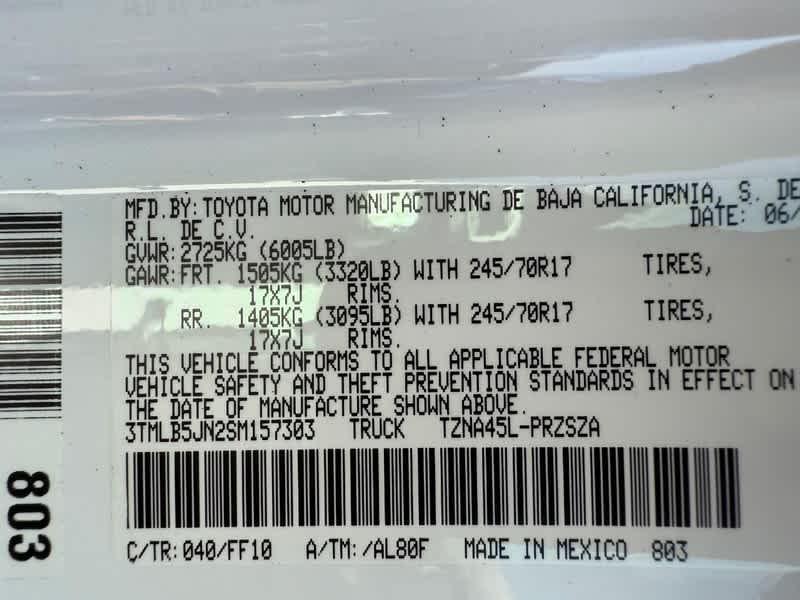 MFD.BY: TOYOTA MOTOR MANUFACTURING DE BAJA CALIFORNIA, S. DE
R.L. DE C.V. DATE: 06/
GVWR: 2725KG (6005LB)
GAWR: FRT. 1505KG (3320LB) WITH 245/70R17 TIRES,
17X7J RIMS.
RR. 1405KG (3095LB) WITH 245/70R17 TIRES,
17X7J RIMS.
THIS VEHICLE CONFORMS TO ALL APPLICABLE FEDERAL MOTOR
VEHICLE SAFETY AND THEFT PREVENTION STANDARDS IN EFFECT ON
THE DATE OF MANUFACTURE SHOWN ABOVE.
3TMLB5JN2SM157303 TRUCK TZNA45L-PRZSZA
C/TR: 040/FF10 A/TM: /AL80F MADE IN MEXICO 803
803